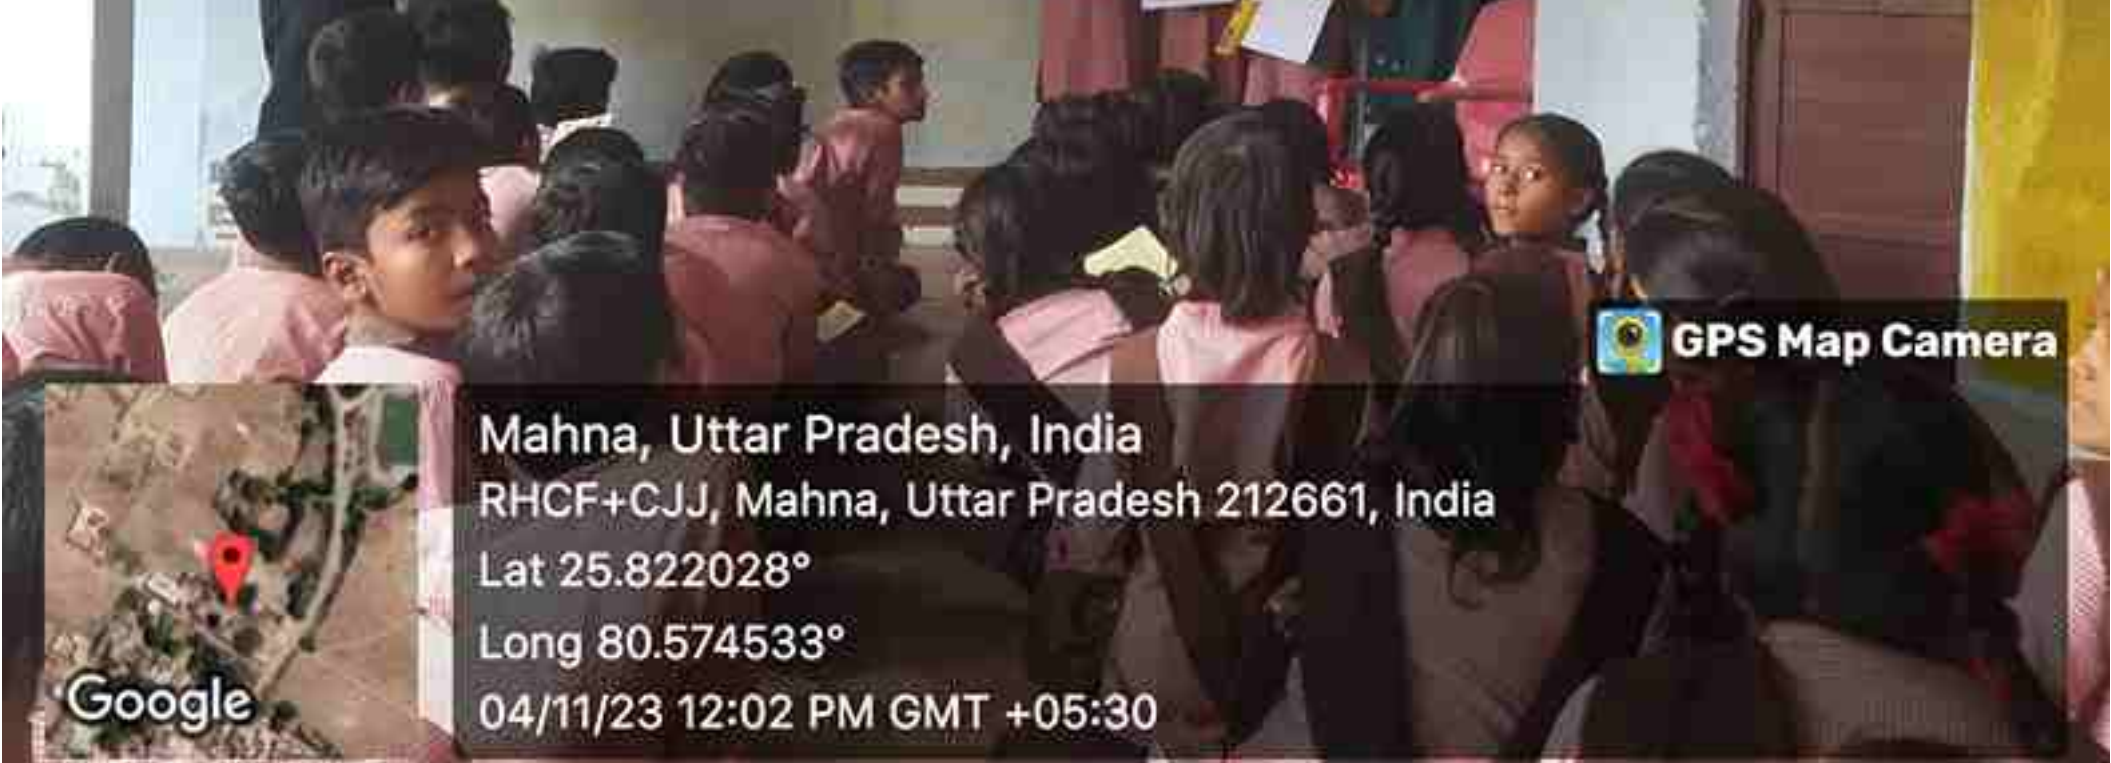 GPS Map Camera
Mahna, Uttar Pradesh, India
RHCF+CJJ, Mahna, Uttar Pradesh 212661, India
Lat 25.822028°
Long 80.574533°
04/11/23 12:02 PM GMT +05:30
Google